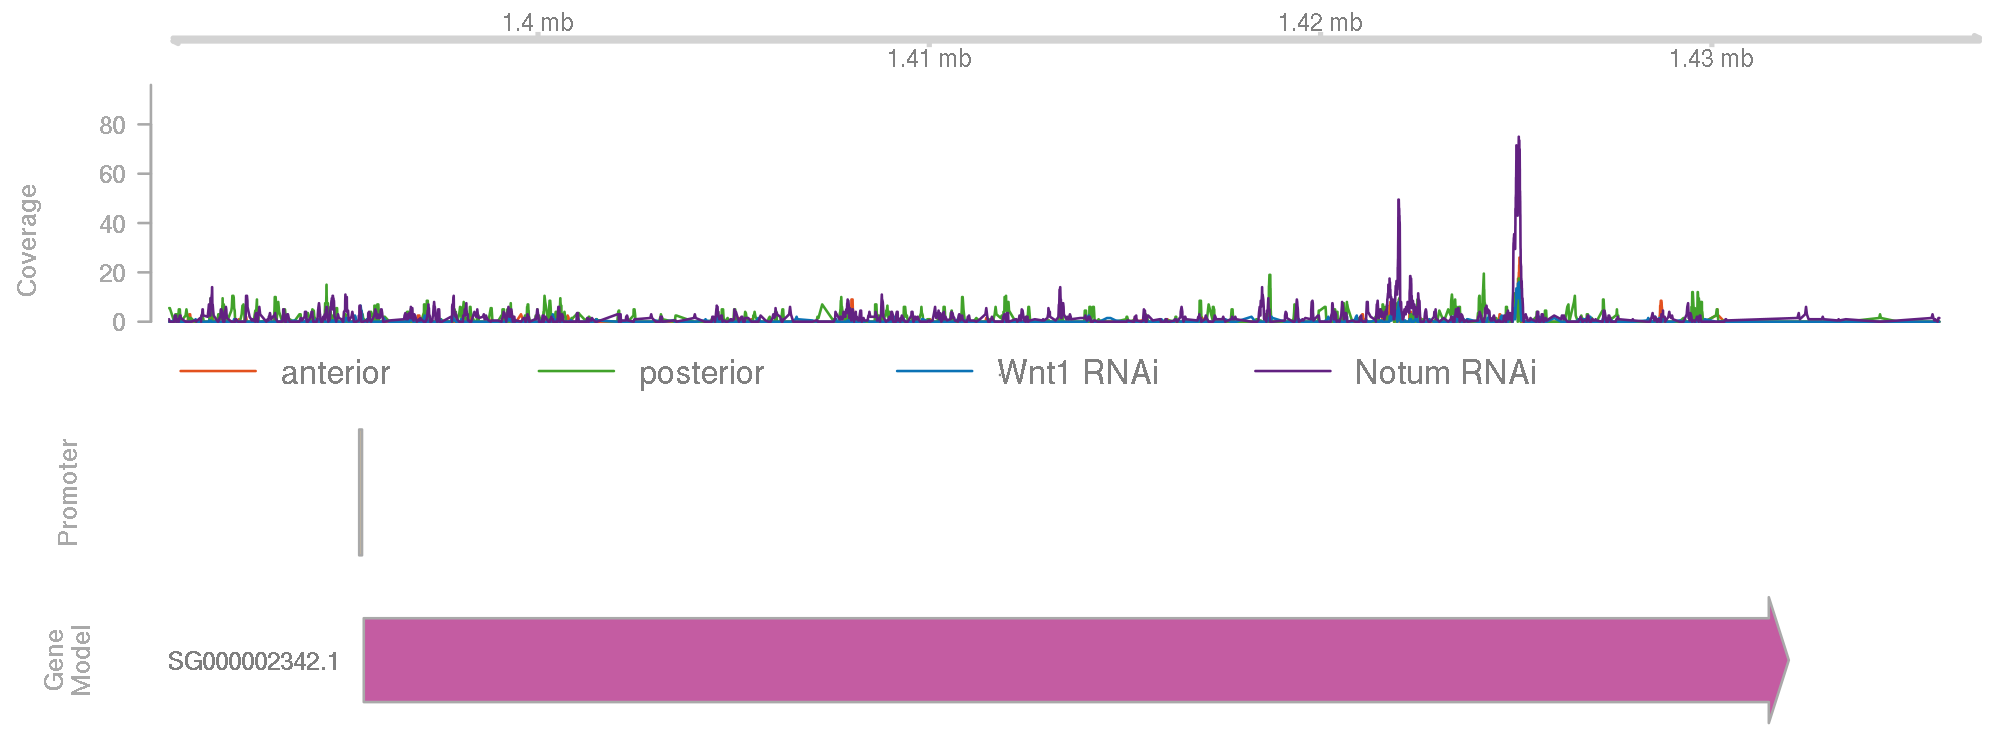 1.4 mb
1.42 mb
1.41 mb
1.43 mb
Coverage
80
60
40
20
0
anterior
posterior
Wnt1 RNAi
Notum RNAi
Promoter
Gene
Model
SG000002342.1